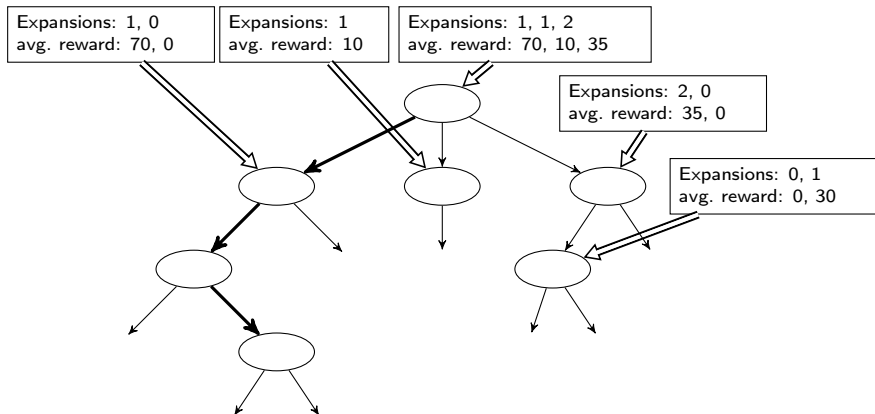 Expansions: 1, 0
avg. reward: 70, 0
Expansions: 1
avg. reward: 10
Expansions: 1, 1, 2
avg. reward: 70, 10, 35
Expansions: 2, 0
avg. reward: 35, 0
Expansions: 0, 1
avg. reward: 0, 30